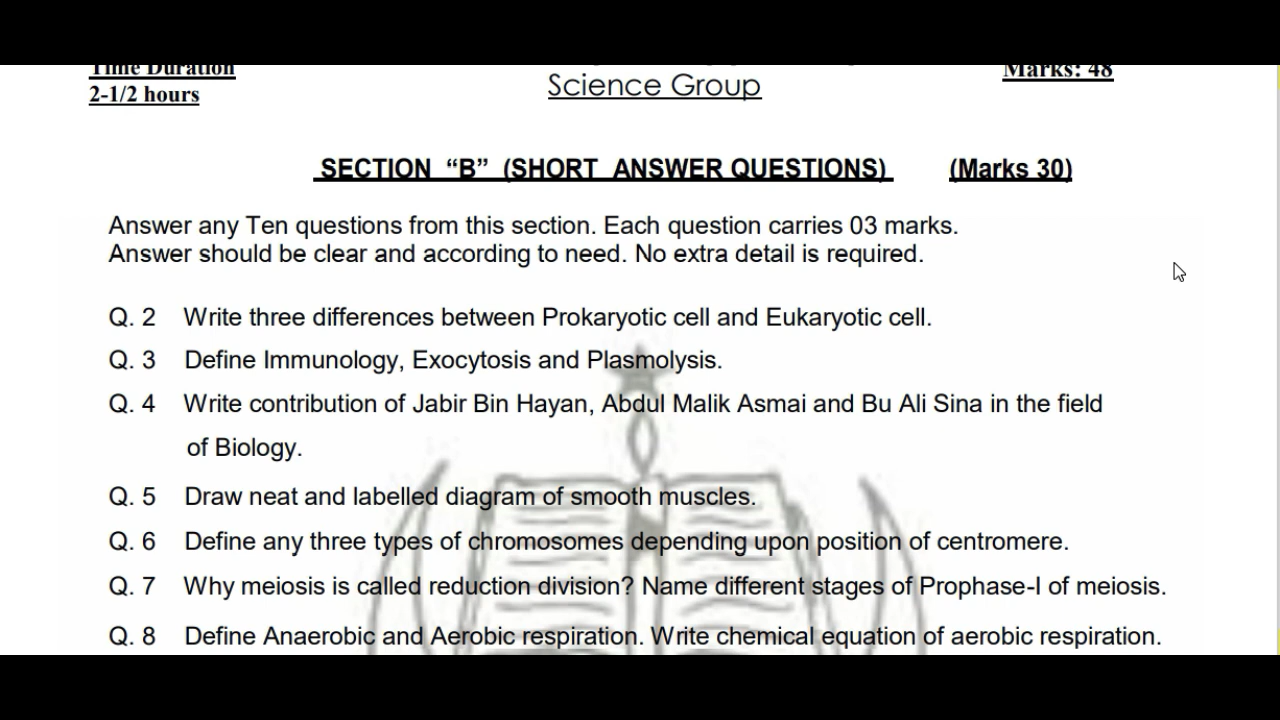 Time Duration
Science Group
Marks: 48
2-1/2 hours
SECTION “B” (SHORT ANSWER QUESTIONS) (Marks 30)
Answer any Ten questions from this section. Each question carries 03 marks.
Answer should be clear and according to need. No extra detail is required.
Q. 2 Write three differences between Prokaryotic cell and Eukaryotic cell.
Q. 3 Define Immunology, Exocytosis and Plasmolysis.
Q. 4 Write contribution of Jabir Bin Hayan, Abdul Malik Asmai and Bu Ali Sina in the field
of Biology.
Q. 5 Draw neat and labelled diagram of smooth muscles.
Q. 6 Define any three types of chromosomes depending upon position of centromere.
Q. 7 Why meiosis is called reduction division? Name different stages of Prophase-I of meiosis.
Q. 8 Define Anaerobic and Aerobic respiration. Write chemical equation of aerobic respiration.